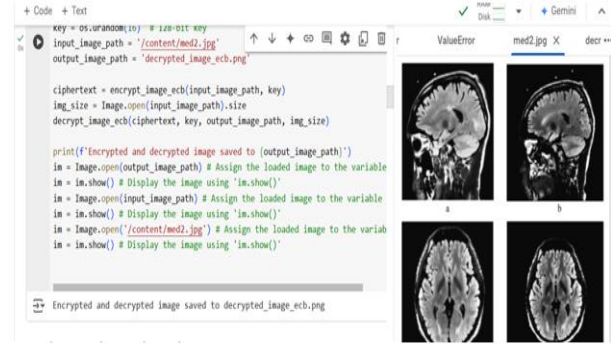 + Code + Text
RAM
Disk
Gemini
key = os.urandom(16) # 128-bit key
input_image_path = '/content/med2.jpg'
output_image_path = 'decrypted_image_ecb.png'
ciphertext = encrypt_image_ecb(input_image_path, key)
img_size = Image.open(input_image_path).size
decrypt_image_ecb(ciphertext, key, output_image_path, img_size)
print(f'Encrypted and decrypted image saved to {output_image_path}')
im = Image.open(output_image_path) # Assign the loaded image to the variable
im = im.show() # Display the image using 'im.show()'
im = Image.open(input_image_path) # Assign the loaded image to the variable
im = im.show() # Display the image using 'im.show()'
im = Image.open('/content/med2.jpg') # Assign the loaded image to the variab
im = im.show() # Display the image using 'im.show()'
Encrypted and decrypted image saved to decrypted_image_ecb.png
r ValueError med2.jpg X decr
a b